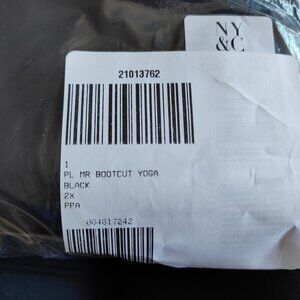 NY
&C
21013762
1
PL MR BOOTCUT YOGA
BLACK
2X
PPA
004817242